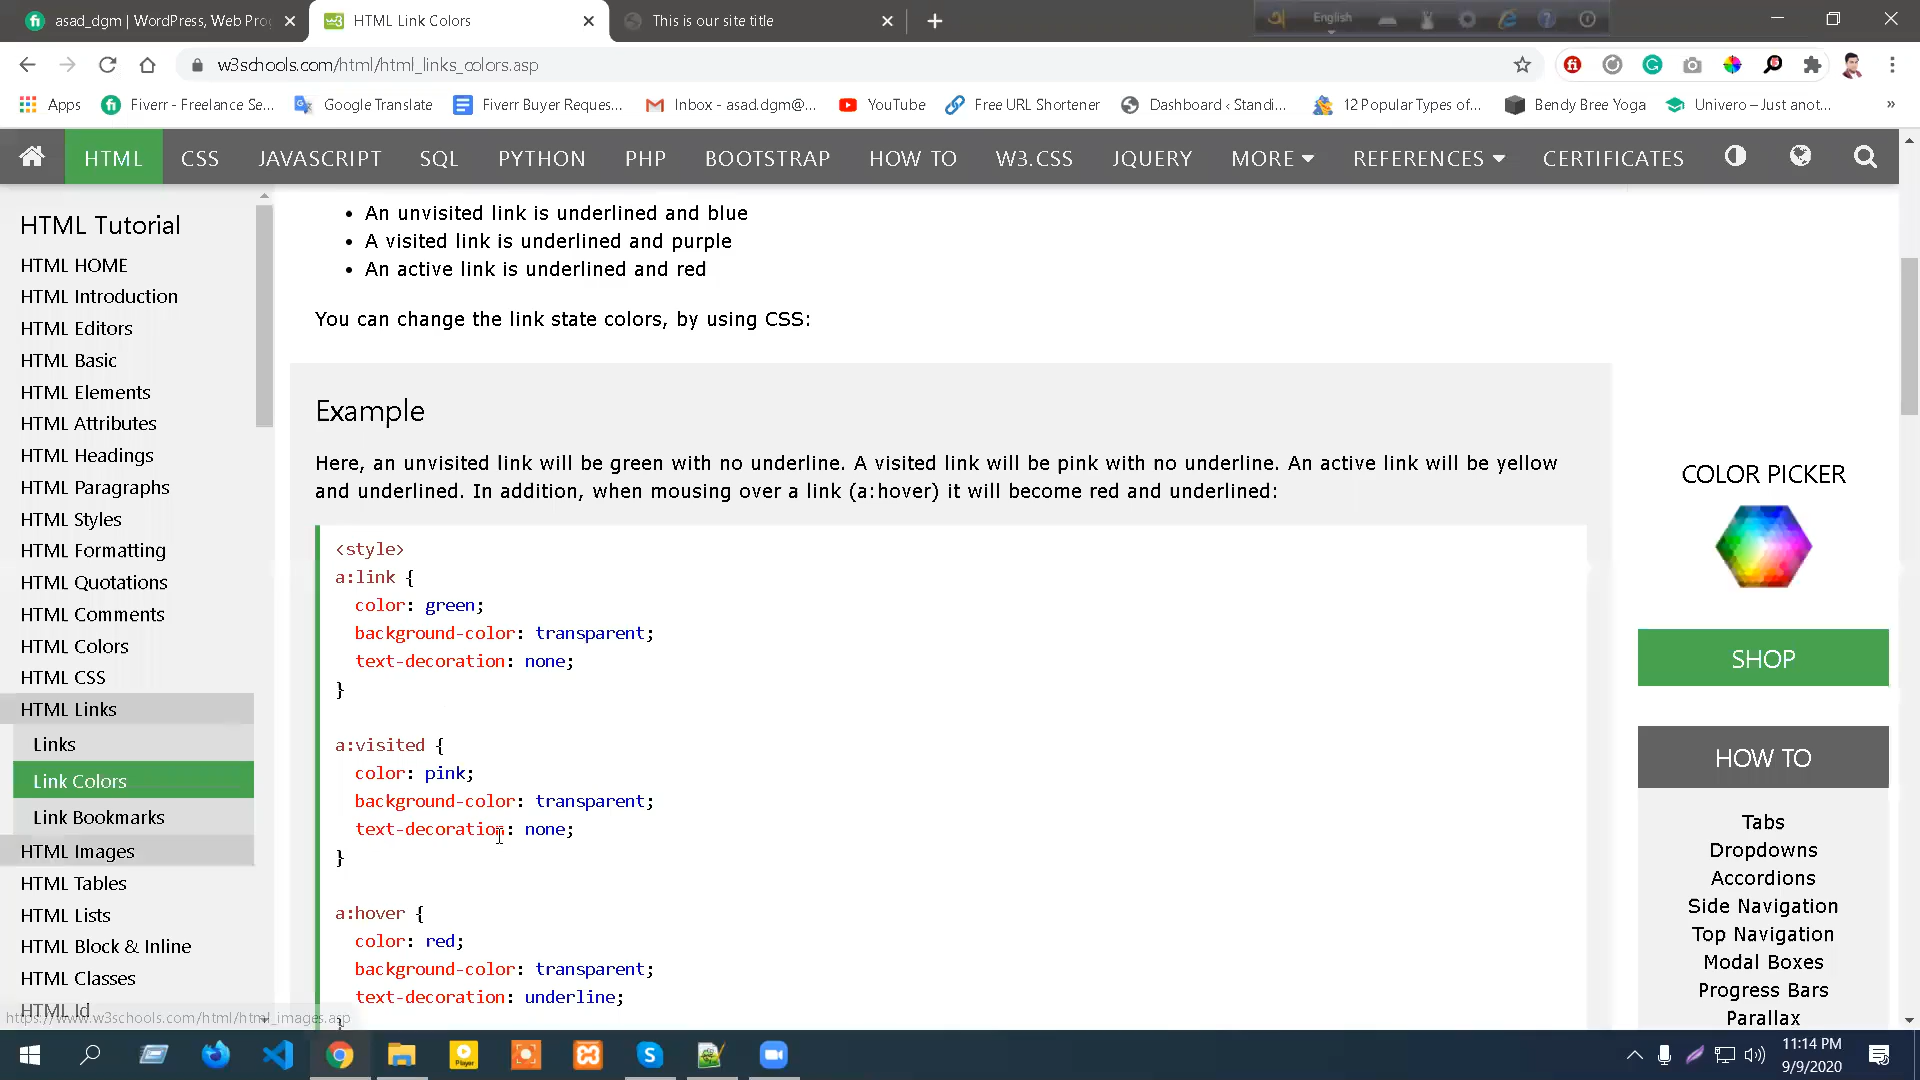 asad_dgm | WordPress, Web Pro
HTML Link Colors
This is our site title
English
w3schools.com/html/html_links_colors.asp
Apps
Fiverr - Freelance Se...
Google Translate
Fiverr Buyer Reques...
Inbox - asad.dgm@...
YouTube
Free URL Shortener
Dashboard ‹ Standi...
12 Popular Types of...
Bendy Bree Yoga
Univero – Just anot...
»
HTML
CSS
JAVASCRIPT
SQL
PYTHON
PHP
BOOTSTRAP
HOW TO
W3.CSS
JQUERY
MORE
REFERENCES
CERTIFICATES
HTML Tutorial
HTML HOME
HTML Introduction
HTML Editors
HTML Basic
HTML Elements
HTML Attributes
HTML Headings
HTML Paragraphs
HTML Styles
HTML Formatting
HTML Quotations
HTML Comments
HTML Colors
HTML CSS
HTML Links
Links
Link Colors
Link Bookmarks
HTML Images
HTML Tables
HTML Lists
HTML Block & Inline
HTML Classes
HTML Id
https://www.w3schools.com/html/html_images.asp
• An unvisited link is underlined and blue
• A visited link is underlined and purple
• An active link is underlined and red
You can change the link state colors, by using CSS:
Example
Here, an unvisited link will be green with no underline. A visited link will be pink with no underline. An active link will be yellow
and underlined. In addition, when mousing over a link (a:hover) it will become red and underlined:
<style>
a:link {
color: green;
background-color: transparent;
text-decoration: none;
}
a:visited {
color: pink;
background-color: transparent;
text-decoration: none;
}
a:hover {
color: red;
background-color: transparent;
text-decoration: underline;
}
COLOR PICKER
SHOP
HOW TO
Tabs
Dropdowns
Accordions
Side Navigation
Top Navigation
Modal Boxes
Progress Bars
Parallax
Player
11:14 PM
9/9/2020